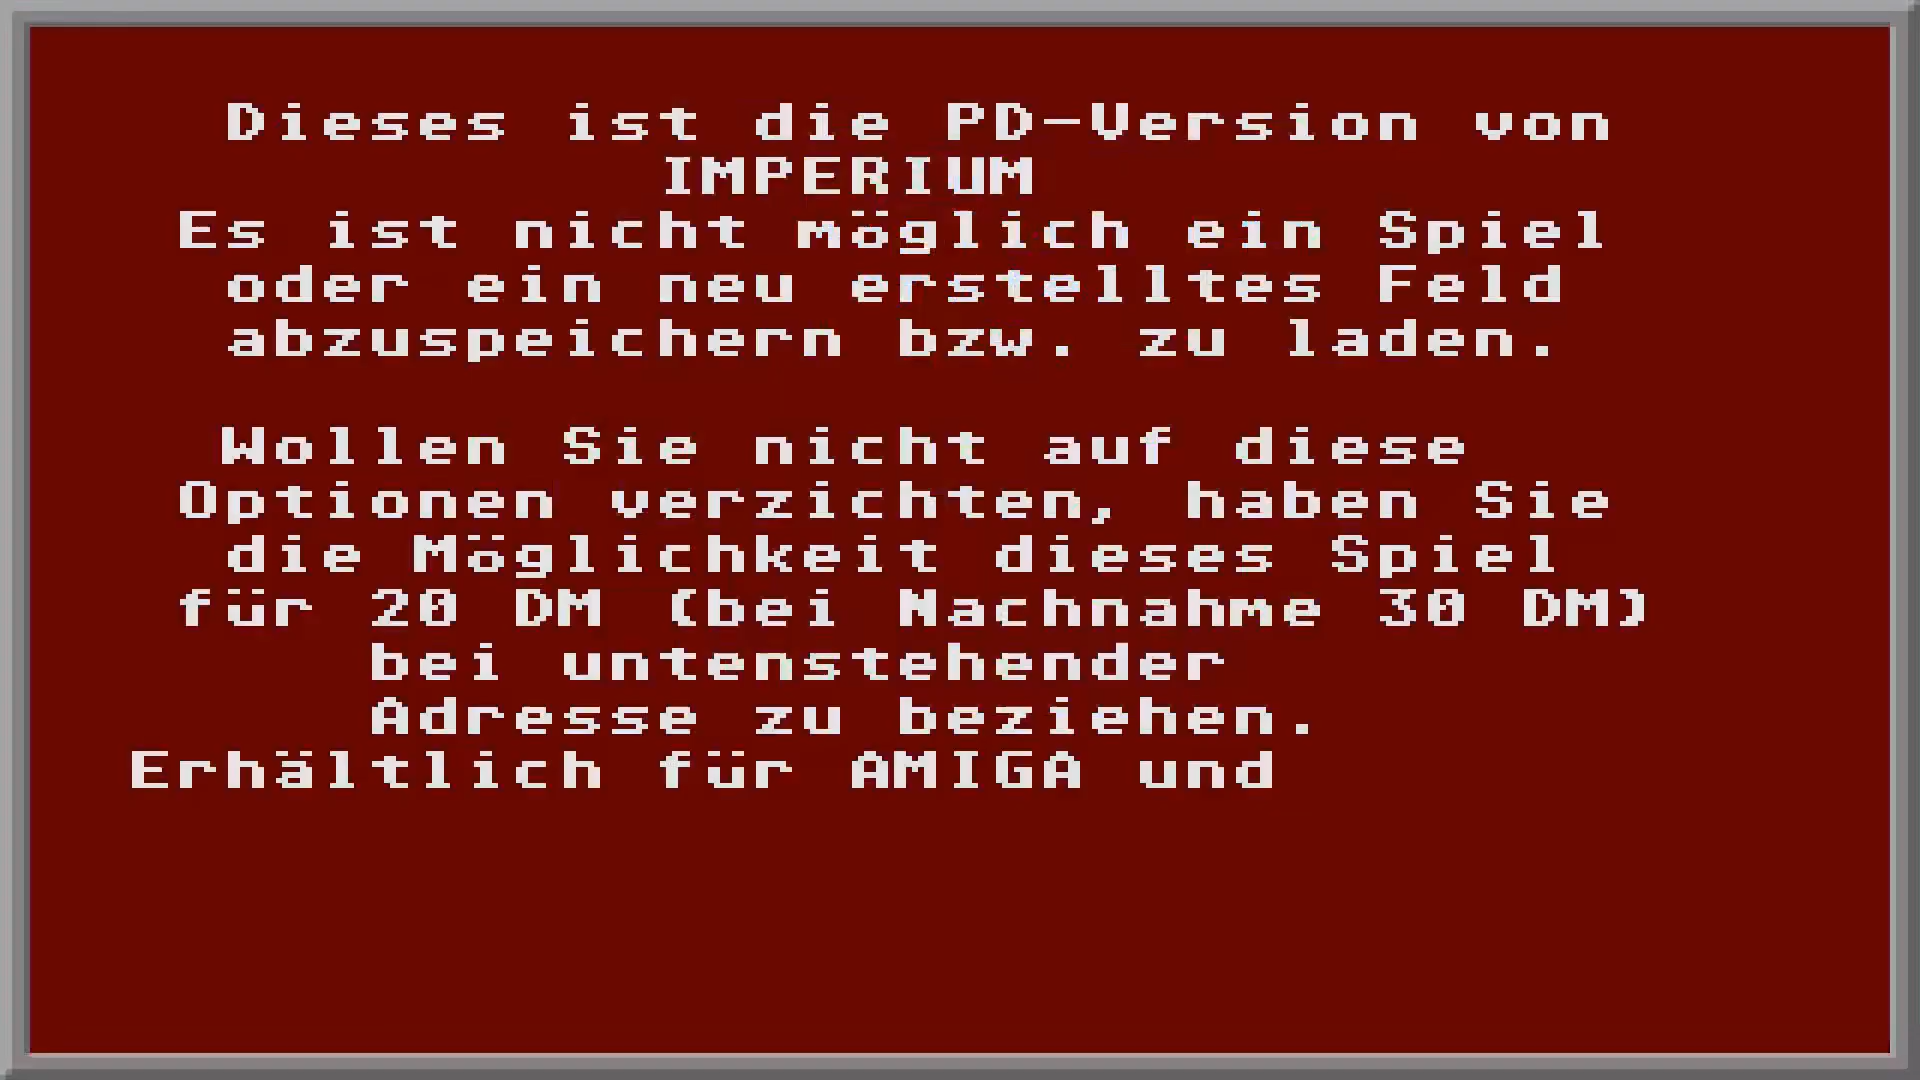 Dieses ist die PD-Version von
IMPERIUM
Es ist nicht möglich ein Spiel
oder ein neu erstelltes Feld
abzuspeichern bzw. zu laden.
Wollen Sie nicht auf diese
Optionen verzichten, haben Sie
die Möglichkeit dieses Spiel
für 20 DM (bei Nachnahme 30 DM)
bei untenstehender
Adresse zu beziehen.
Erhältlich für AMIGA und